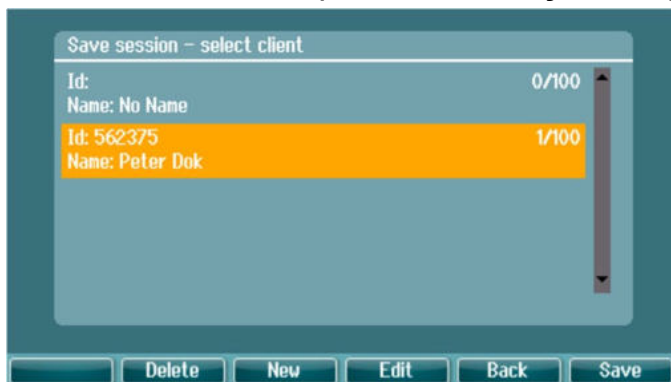 Save session - select client
Id: 0/100
Name: No Name
Id: 562375 1/100
Name: Peter Dok
Delete New Edit Back Save